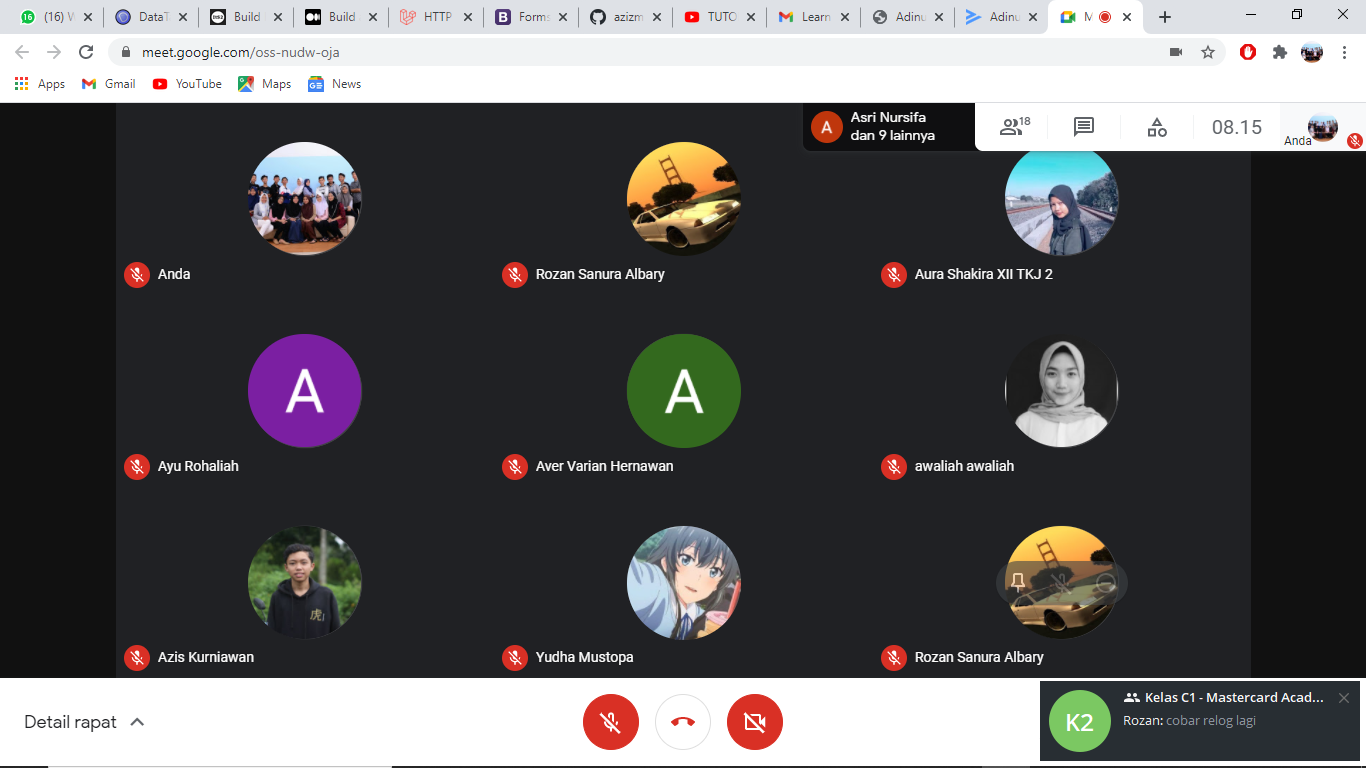 (16) W
DataT
Build
Build
HTTP
Form
azizm
TUTO
Learn
Adinu
Adinu
M
meet.google.com/oss-nudw-oja
Apps
Gmail
YouTube
Maps
News
A
Asri Nursifa
dan 9 lainnya
18
08.15
Anda
Anda
Rozan Sanura Albary
Aura Shakira XII TKJ 2
A
A
Ayu Rohaliah
Aver Varian Hernawan
awaliah awaliah
虎
Azis Kurniawan
Yudha Mustopa
Rozan Sanura Albary
Detail rapat
K2
Kelas C1 - Mastercard Acad...
Rozan: cobar relog lagi